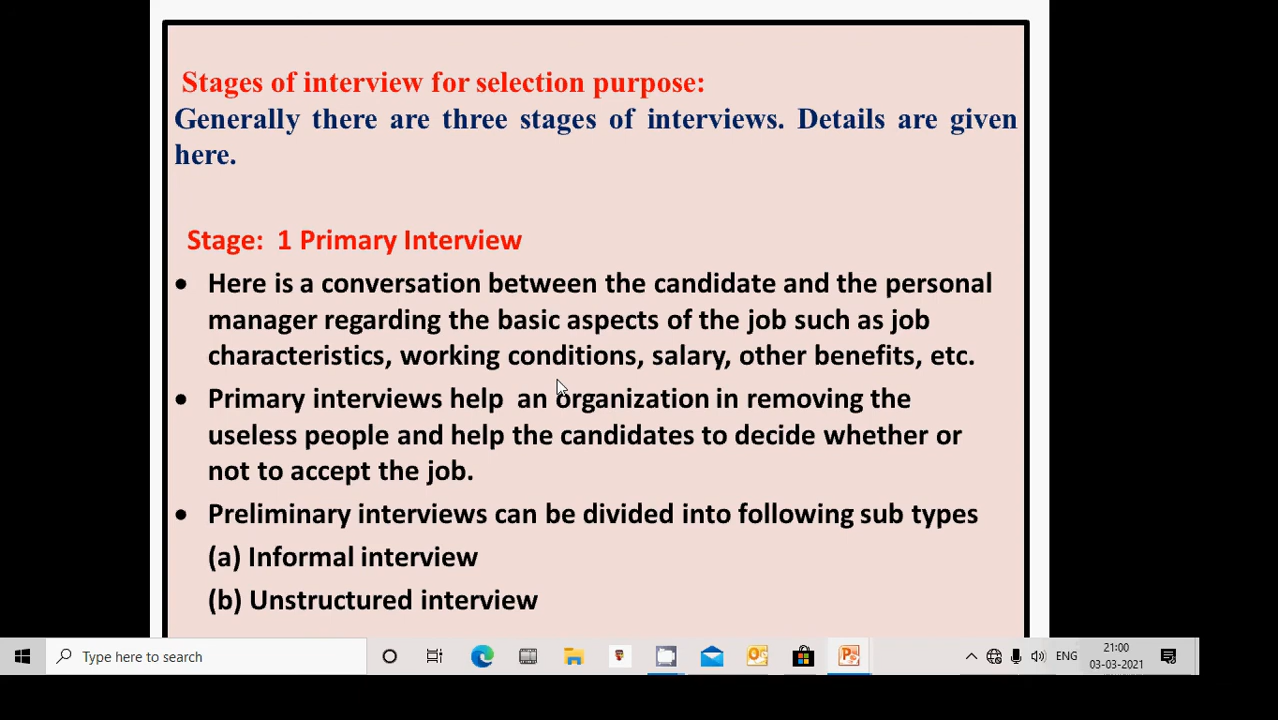 Stages of interview for selection purpose:
Generally there are three stages of interviews. Details are given
here.
Stage: 1 Primary Interview
• Here is a conversation between the candidate and the personal
manager regarding the basic aspects of the job such as job
characteristics, working conditions, salary, other benefits, etc.
• Primary interviews help an organization in removing the
useless people and help the candidates to decide whether or
not to accept the job.
• Preliminary interviews can be divided into following sub types
(a) Informal interview
(b) Unstructured interview
Type here to search
ENG
21:00
03-03-2021